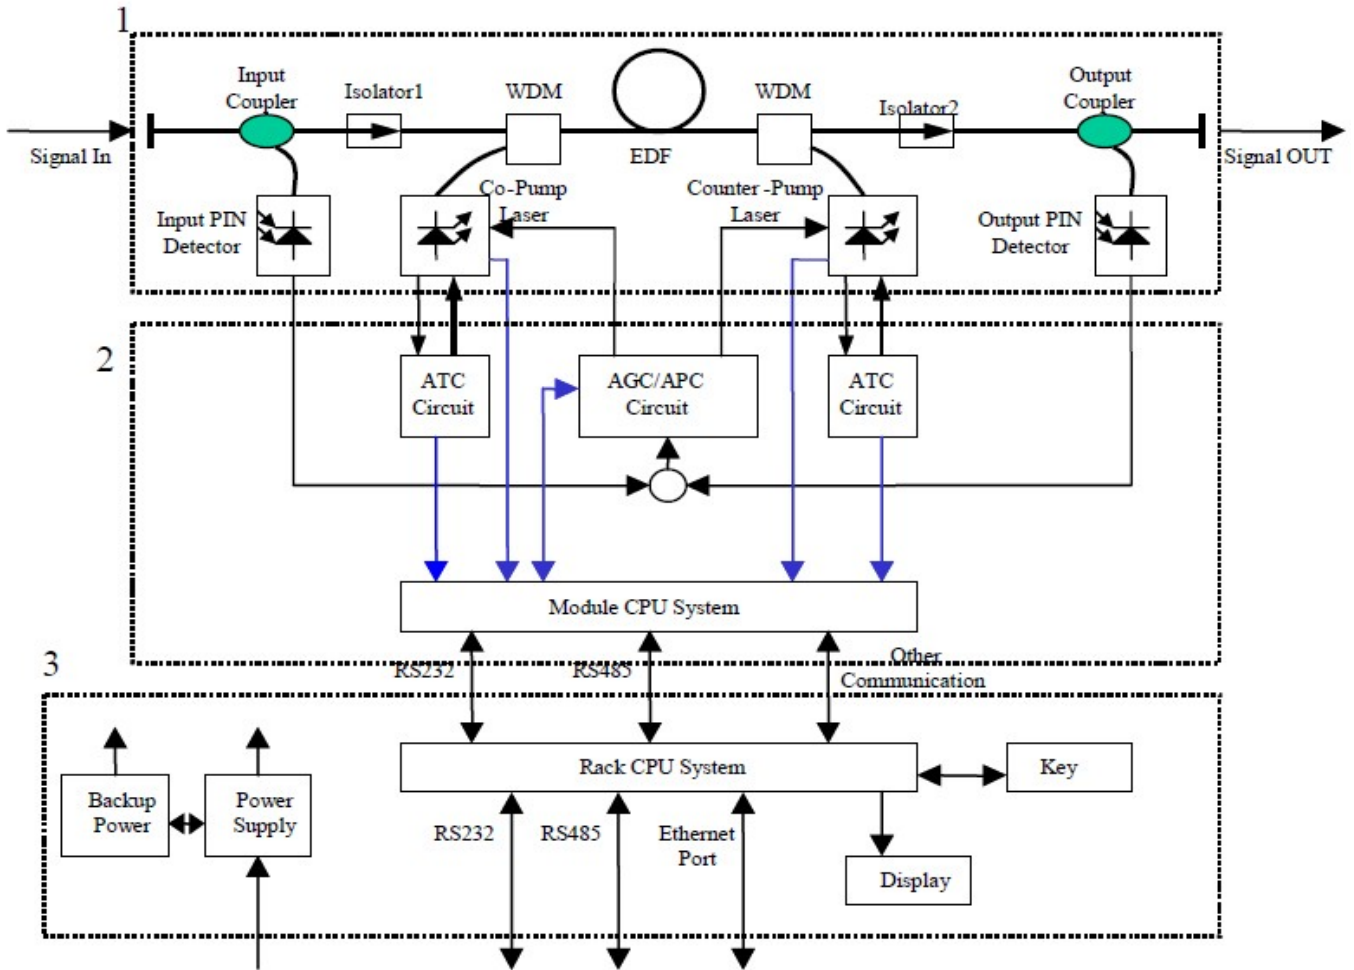 1
Input
Coupler
Isolator1
WDM
WDM
Isolator2
Output
Coupler
Signal In
EDF
Signal OUT
Co-Pump
Laser
Counter -Pump
Laser
Input PIN
Detector
Output PIN
Detector
2
ATC
Circuit
AGC/APC
Circuit
ATC
Circuit
Module CPU System
3
RS232
RS485
Other
Communication
Rack CPU System
Key
Backup
Power
Power
Supply
RS232
RS485
Ethernet
Port
Display